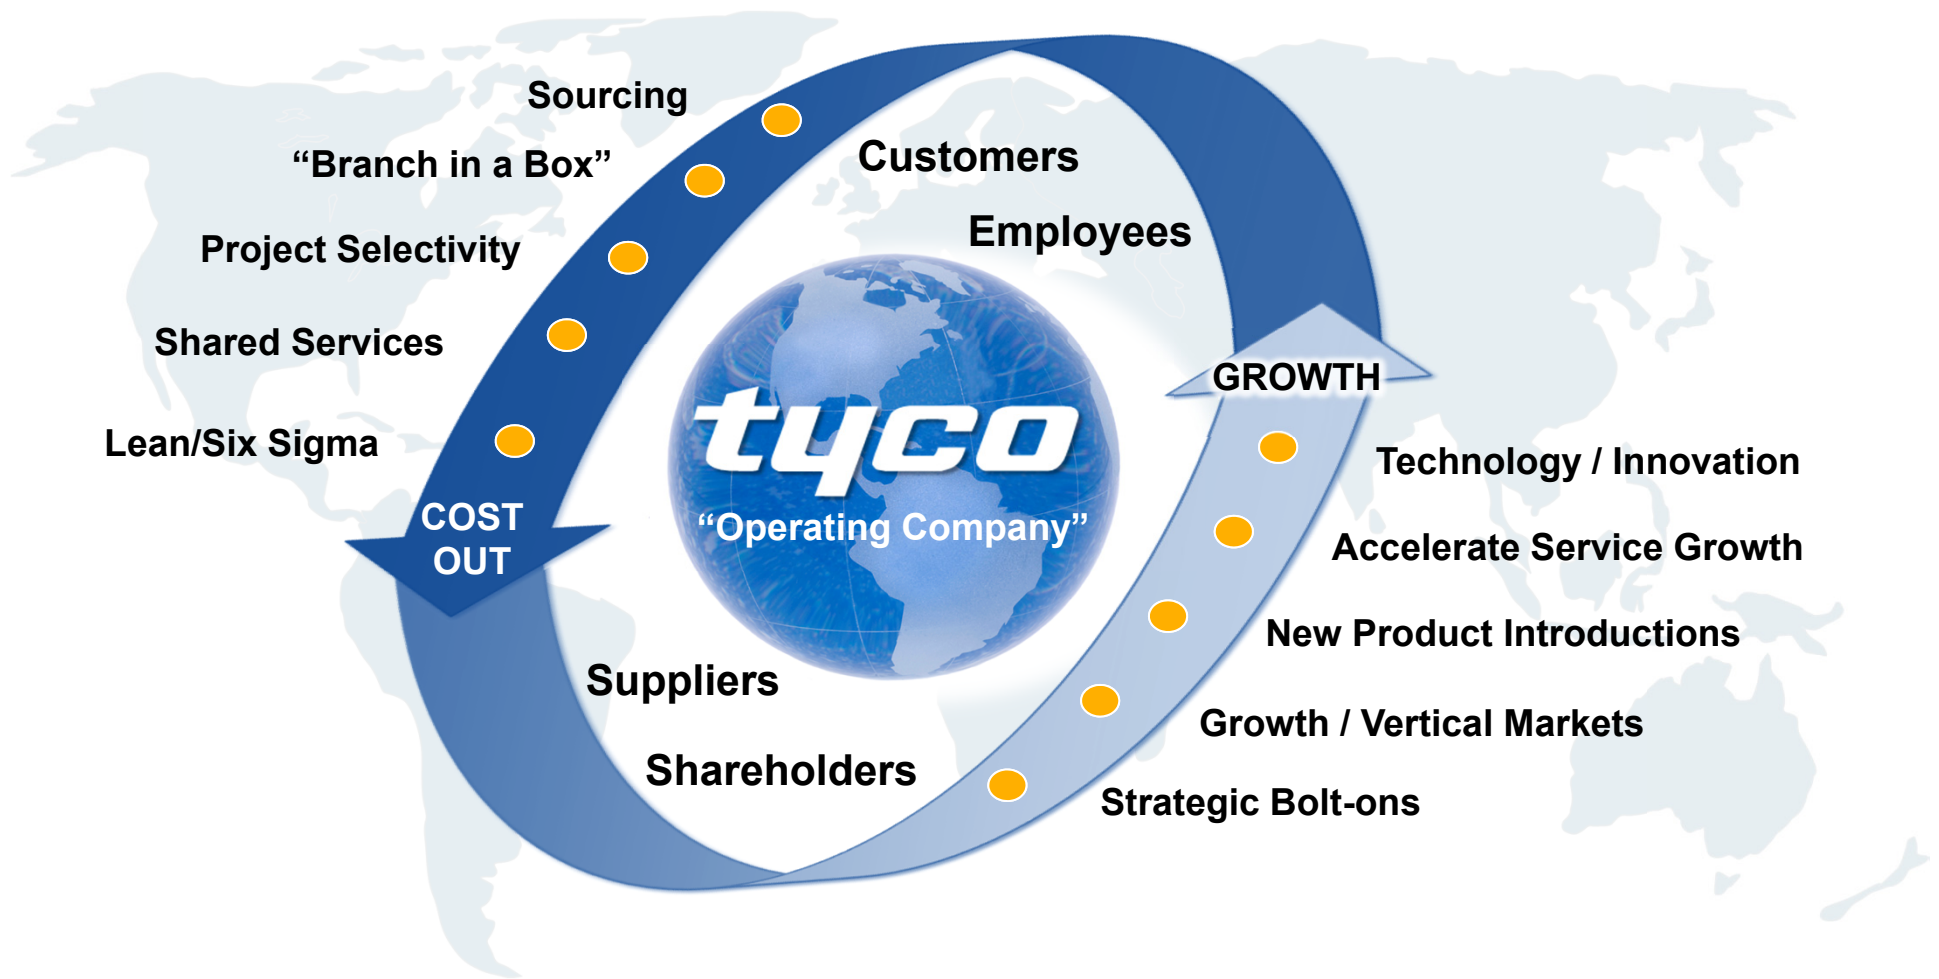 Sourcing
“Branch in a Box”
Project Selectivity
Shared Services
Lean/Six Sigma
COST
OUT
Customers
Employees
tyco
“Operating Company”
Suppliers
Shareholders
GROWTH
Technology / Innovation
Accelerate Service Growth
New Product Introductions
Growth / Vertical Markets
Strategic Bolt-ons